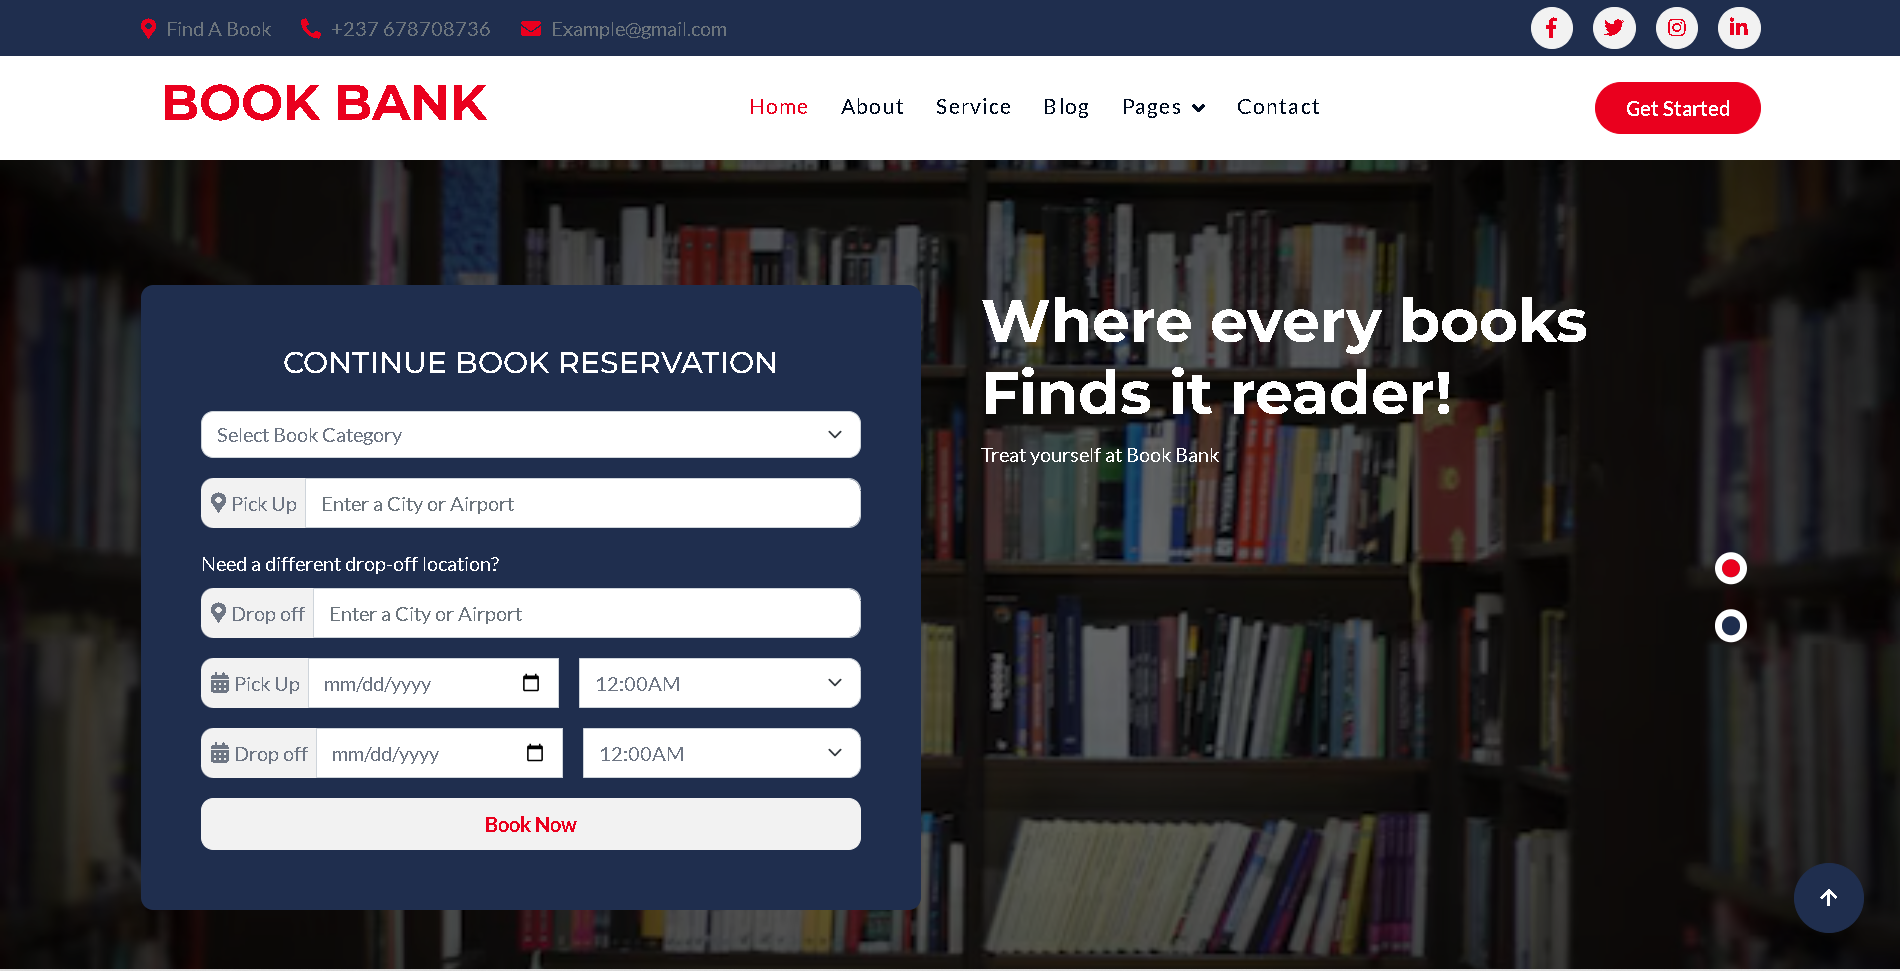 Find A Book
+237 678708736
Example@gmail.com
BOOK BANK
Home
About
Service
Blog
Pages
Contact
Get Started
CONTINUE BOOK RESERVATION
Select Book Category
Pick Up
Enter a City or Airport
Need a different drop-off location?
Drop off
Enter a City or Airport
Pick Up
mm/dd/yyyy
12:00AM
Drop off
mm/dd/yyyy
12:00AM
Book Now
Where every books
Finds it reader!
Treat yourself at Book Bank